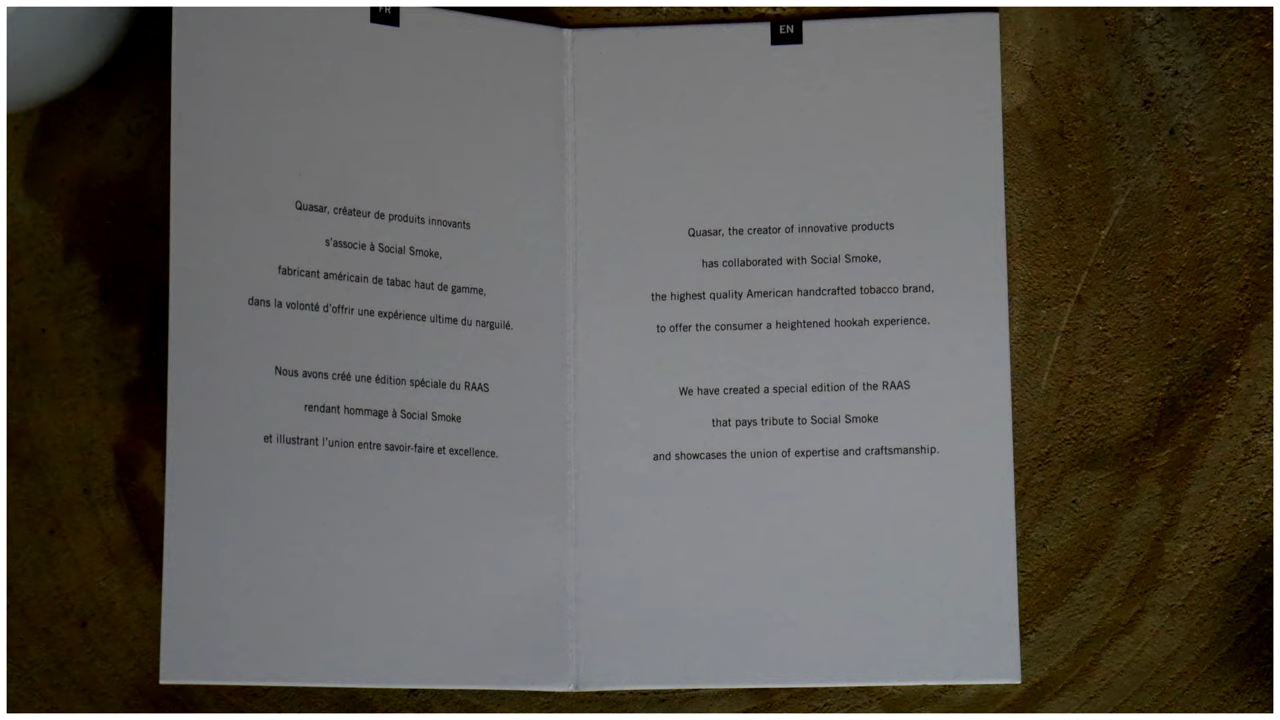 FR
Quasar, créateur de produits innovants
s'associe à Social Smoke,
fabricant américain de tabac haut de gamme,
dans la volonté d'offrir une expérience ultime du narguilé.
Nous avons créé une édition spéciale du RAAS
rendant hommage à Social Smoke
et illustrant l'union entre savoir-faire et excellence.
EN
Quasar, the creator of innovative products
has collaborated with Social Smoke,
the highest quality American handcrafted tobacco brand,
to offer the consumer a heightened hookah experience.
We have created a special edition of the RAAS
that pays tribute to Social Smoke
and showcases the union of expertise and craftsmanship.